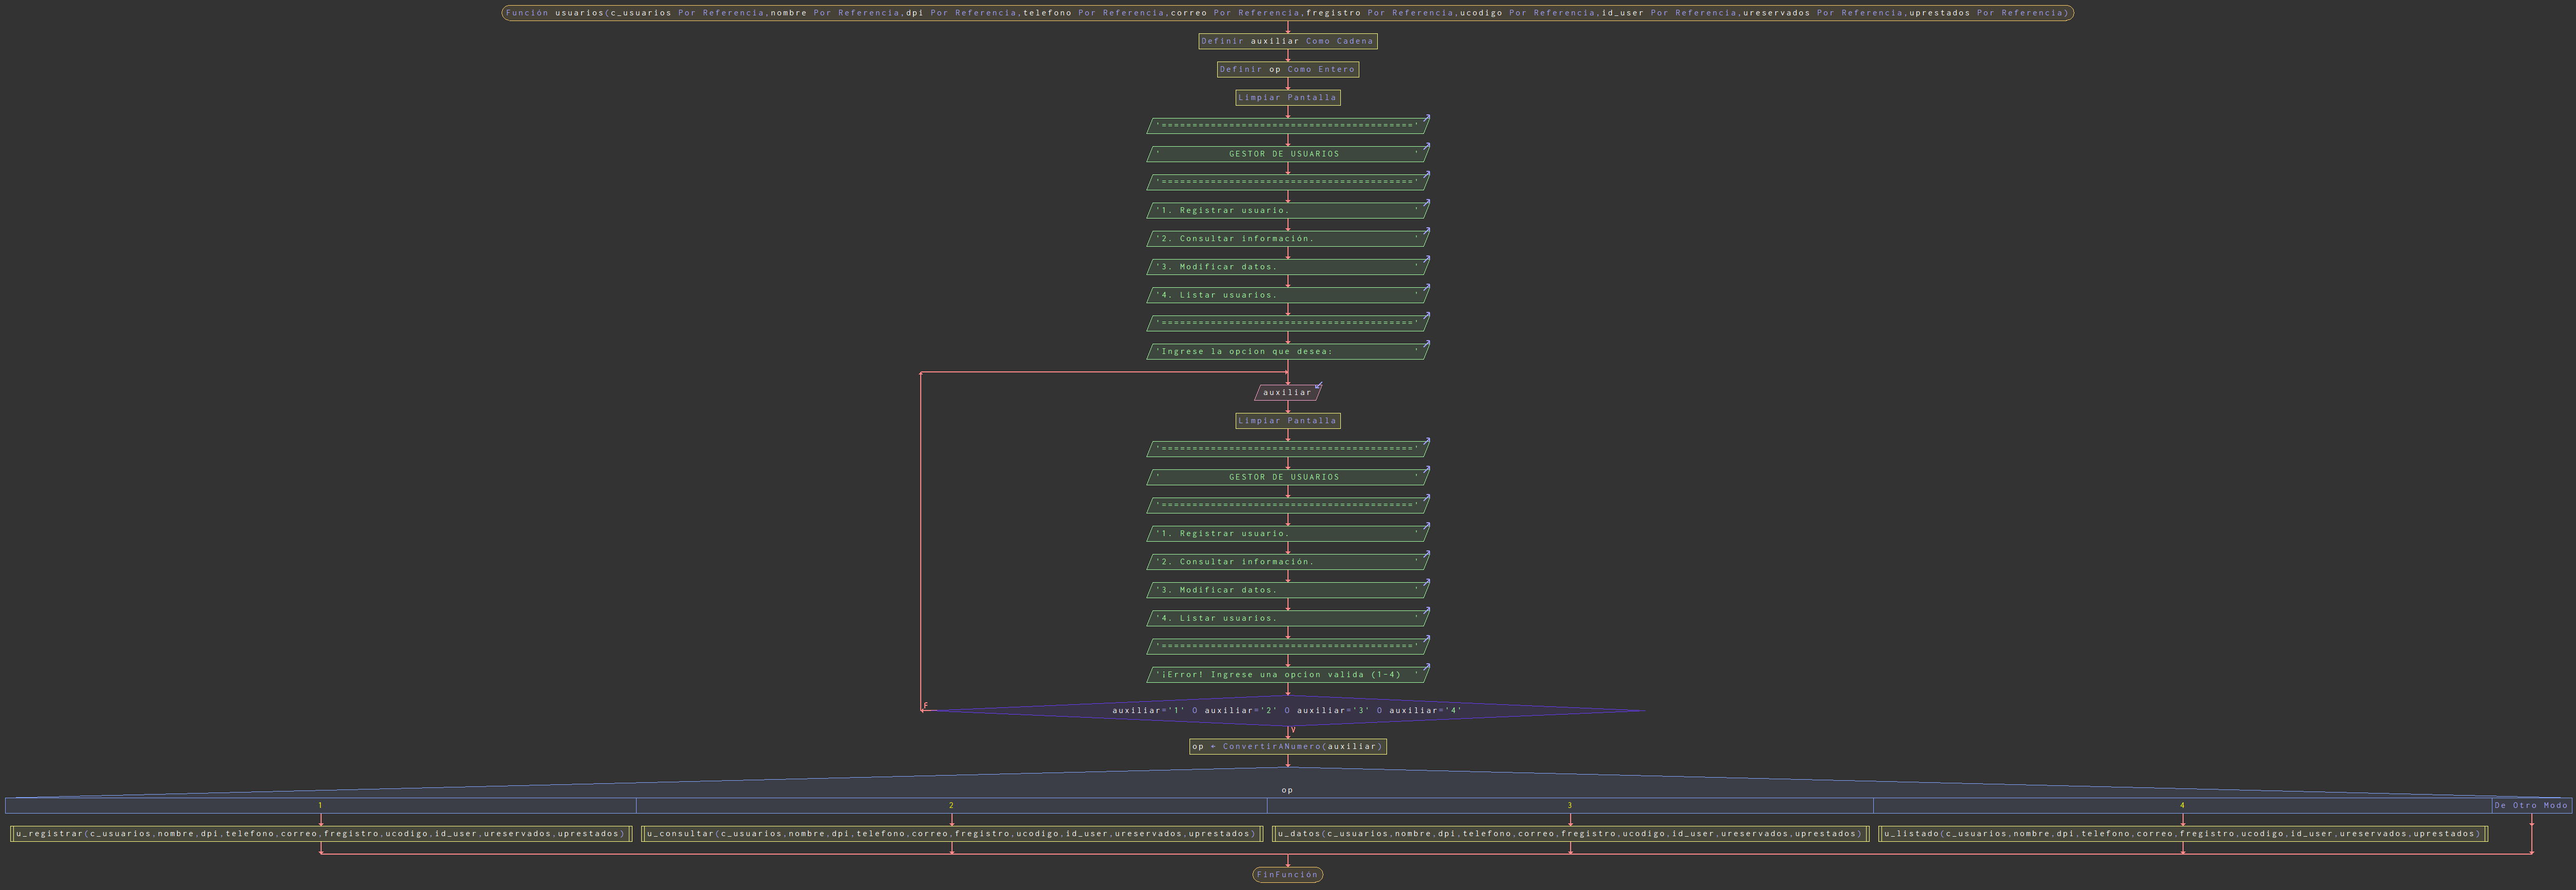 Función usuarios(c_usuarios Por Referencia,nombre Por Referencia,dpi Por Referencia,telefono Por Referencia,correo Por Referencia,fregistro Por Referencia,ucodigo Por Referencia,id_user Por Referencia,ureservados Por Referencia,uprestados Por Referencia)
Definir auxiliar Como Cadena
Definir op Como Entero
Limpiar Pantalla
'========================================='
'           GESTOR DE USUARIOS            '
'========================================='
'1. Registrar usuario.                    '
'2. Consultar información.                '
'3. Modificar datos.                      '
'4. Listar usuarios.                      '
'========================================='
'Ingrese la opcion que desea:             '
auxiliar
Limpiar Pantalla
'========================================='
'           GESTOR DE USUARIOS            '
'========================================='
'1. Registrar usuario.                    '
'2. Consultar información.                '
'3. Modificar datos.                      '
'4. Listar usuarios.                      '
'========================================='
'¡Error! Ingrese una opcion valida (1-4)  '
F
auxiliar='1' O auxiliar='2' O auxiliar='3' O auxiliar='4'
V
op ← ConvertirANumero(auxiliar)
op
1 2 3 4 De Otro Modo
u_registrar(c_usuarios,nombre,dpi,telefono,correo,fregistro,ucodigo,id_user,ureservados,uprestados) u_consultar(c_usuarios,nombre,dpi,telefono,correo,fregistro,ucodigo,id_user,ureservados,uprestados) u_datos(c_usuarios,nombre,dpi,telefono,correo,fregistro,ucodigo,id_user,ureservados,uprestados) u_listado(c_usuarios,nombre,dpi,telefono,correo,fregistro,ucodigo,id_user,ureservados,uprestados)
FinFunción